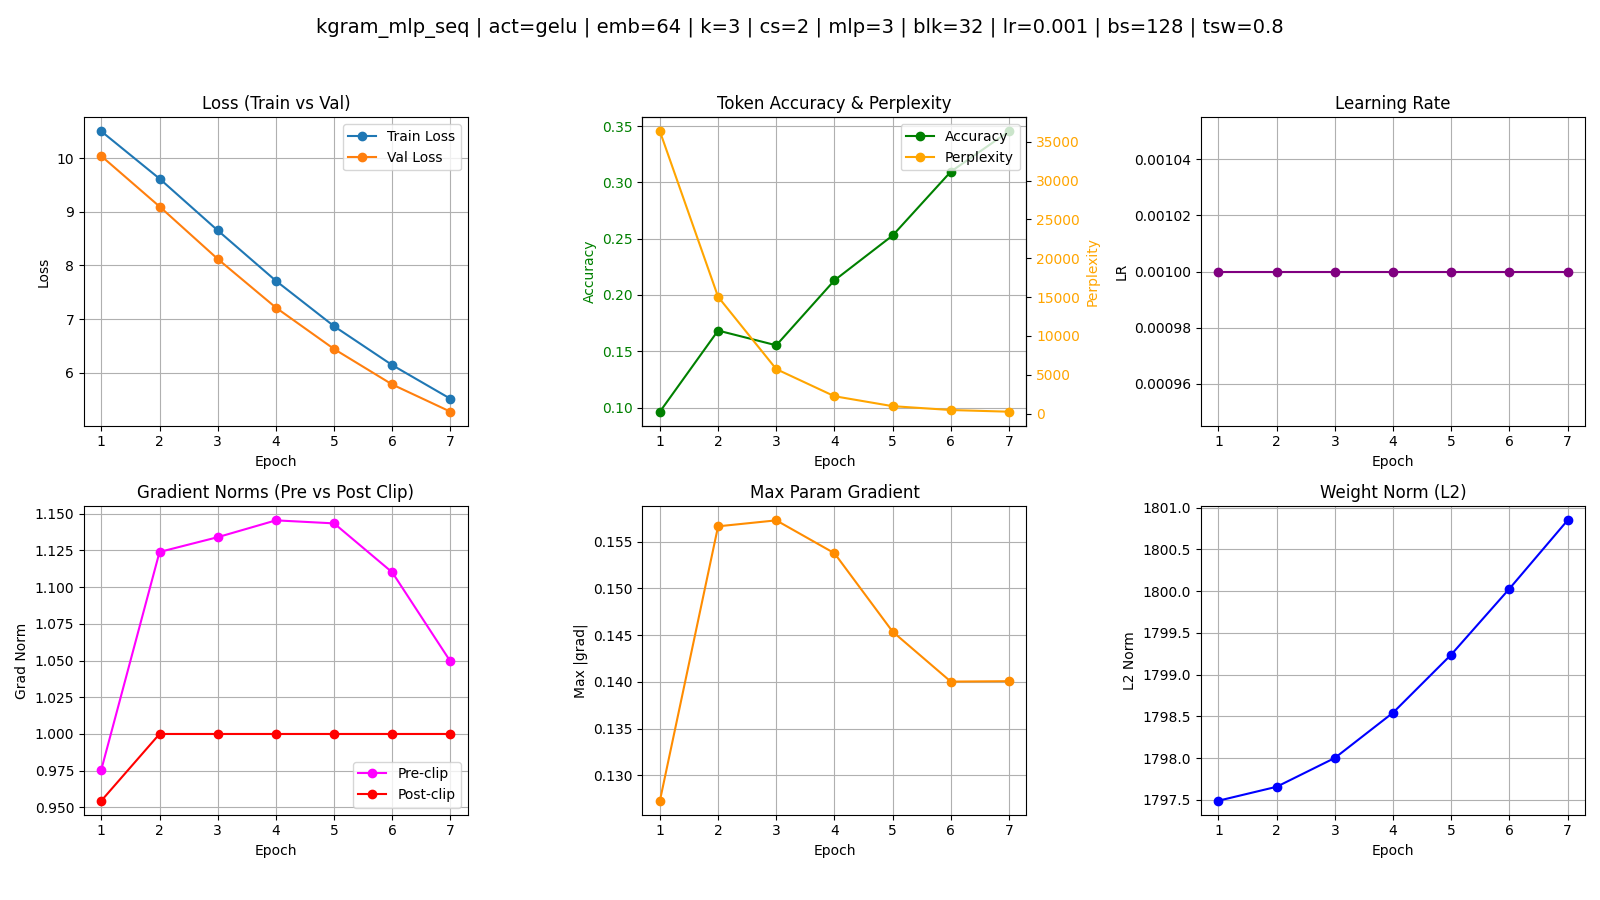 kgram_mlp_seq | act=gelu | emb=64 | k=3 | cs=2 | mlp=3 | blk=32 | lr=0.001 | bs=128 | tsw=0.8
Loss (Train vs Val)
Loss
10
9
8
7
6
Train Loss
Val Loss
1 2 3 4 5 6 7
Epoch
Token Accuracy & Perplexity
Accuracy
0.35
0.30
0.25
0.20
0.15
0.10
Accuracy
Perplexity
35000
30000
25000
20000
15000
10000
5000
0
Perplexity
1 2 3 4 5 6 7
Epoch
Learning Rate
LR
0.00104
0.00102
0.00100
0.00098
0.00096
1 2 3 4 5 6 7
Epoch
Gradient Norms (Pre vs Post Clip)
Grad Norm
1.150
1.125
1.100
1.075
1.050
1.025
1.000
0.975
0.950
Pre-clip
Post-clip
1 2 3 4 5 6 7
Epoch
Max Param Gradient
Max |grad|
0.155
0.150
0.145
0.140
0.135
0.130
1 2 3 4 5 6 7
Epoch
Weight Norm (L2)
L2 Norm
1801.0
1800.5
1800.0
1799.5
1799.0
1798.5
1798.0
1797.5
1 2 3 4 5 6 7
Epoch